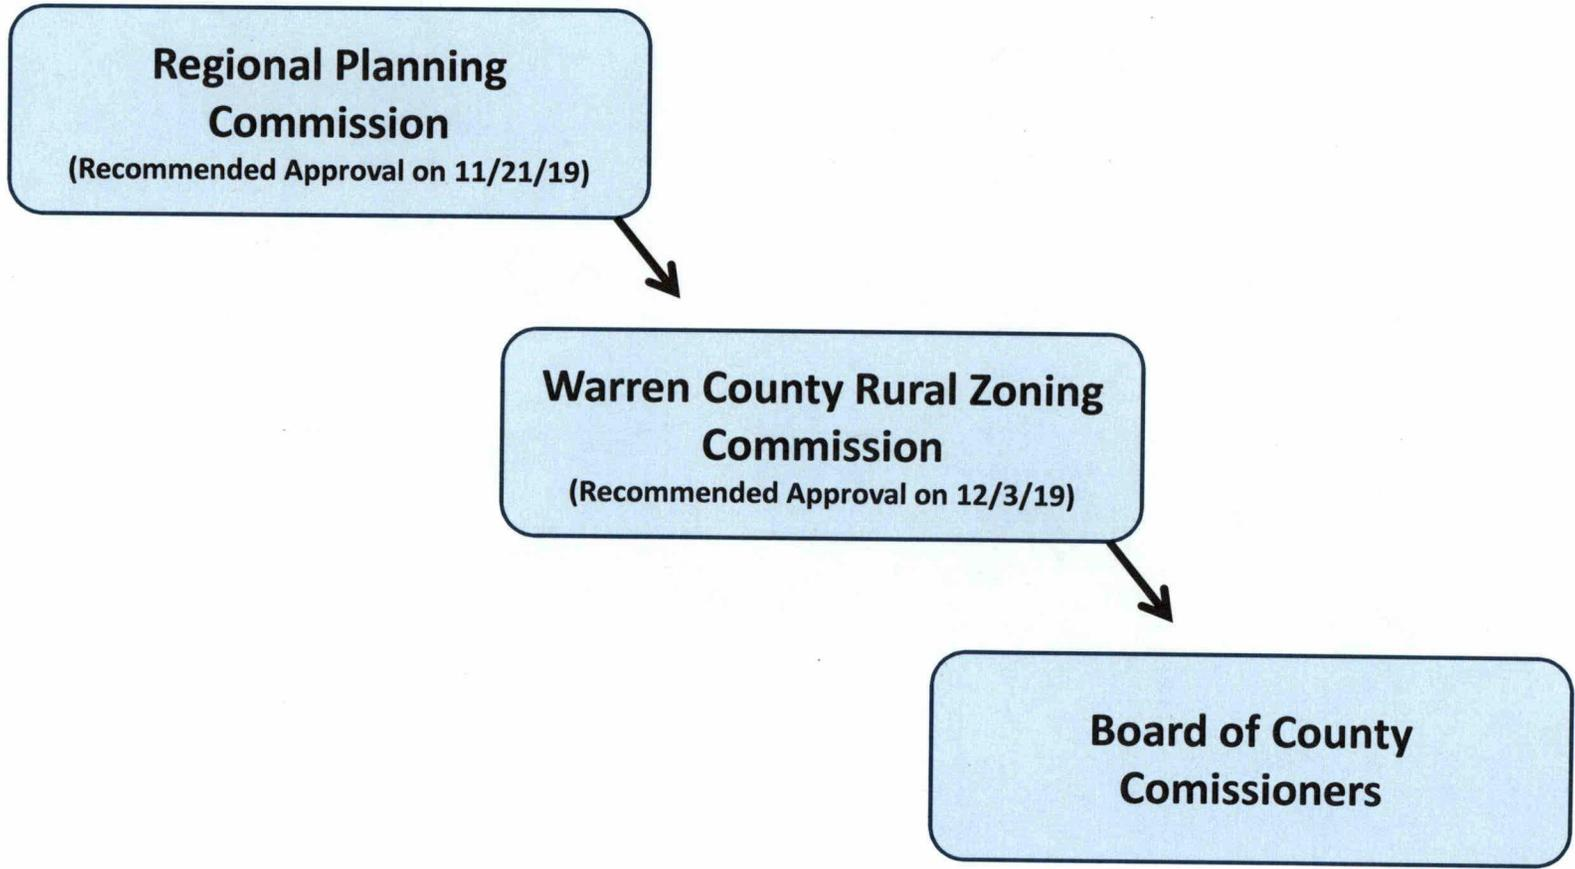 Regional Planning
Commission
(Recommended Approval on 11/21/19)
Warren County Rural Zoning
Commission
(Recommended Approval on 12/3/19)
Board of County
Comissioners